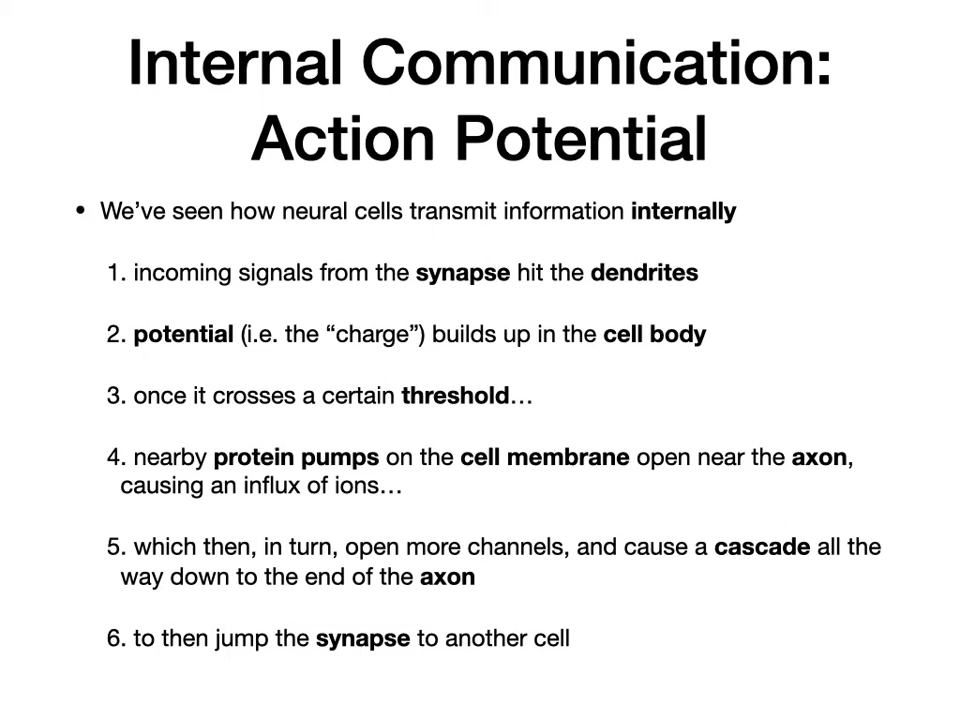 Internal Communication:
Action Potential
• We’ve seen how neural cells transmit information internally
1. incoming signals from the synapse hit the dendrites
2. potential (i.e. the “charge”) builds up in the cell body
3. once it crosses a certain threshold…
4. nearby protein pumps on the cell membrane open near the axon,
causing an influx of ions…
5. which then, in turn, open more channels, and cause a cascade all the
way down to the end of the axon
6. to then jump the synapse to another cell